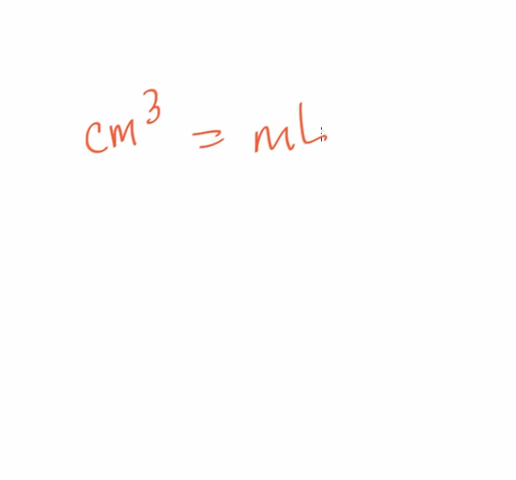 cm³ = mL